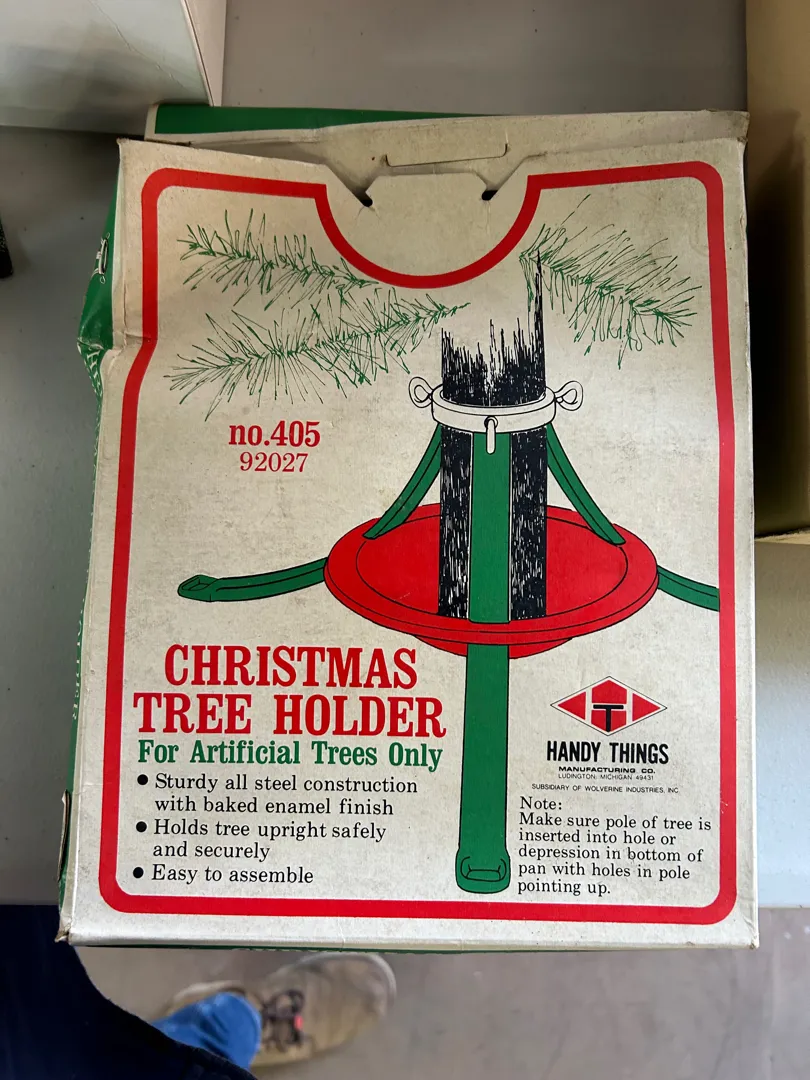 no.405
92027
CHRISTMAS
TREE HOLDER
For Artificial Trees Only
● Sturdy all steel construction
with baked enamel finish
● Holds tree upright safely
and securely
● Easy to assemble
HT
HANDY THINGS
MANUFACTURING CO.
LUDINGTON, MICHIGAN 49431
SUBSIDIARY OF WOLVERINE INDUSTRIES, INC.
Note:
Make sure pole of tree is
inserted into hole or
depression in bottom of
pan with holes in pole
pointing up.